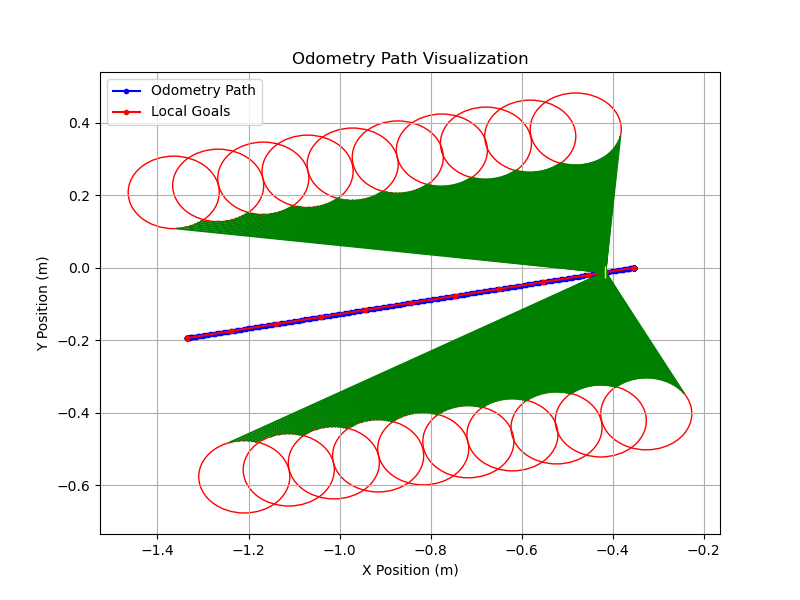 Odometry Path Visualization
Odometry Path
Local Goals
0.4
0.2
0.0
−0.2
−0.4
−0.6
Y Position (m)
−1.4 −1.2 −1.0 −0.8 −0.6 −0.4 −0.2
X Position (m)